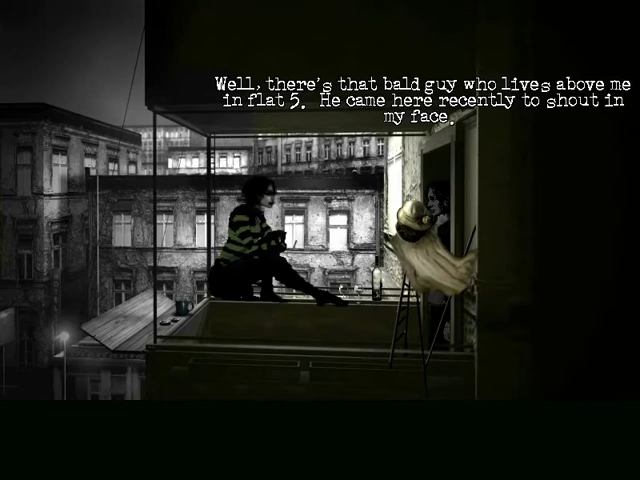 Well, there's that bald guy who lives above me
in flat 5. He came here recently to shout in
my face.